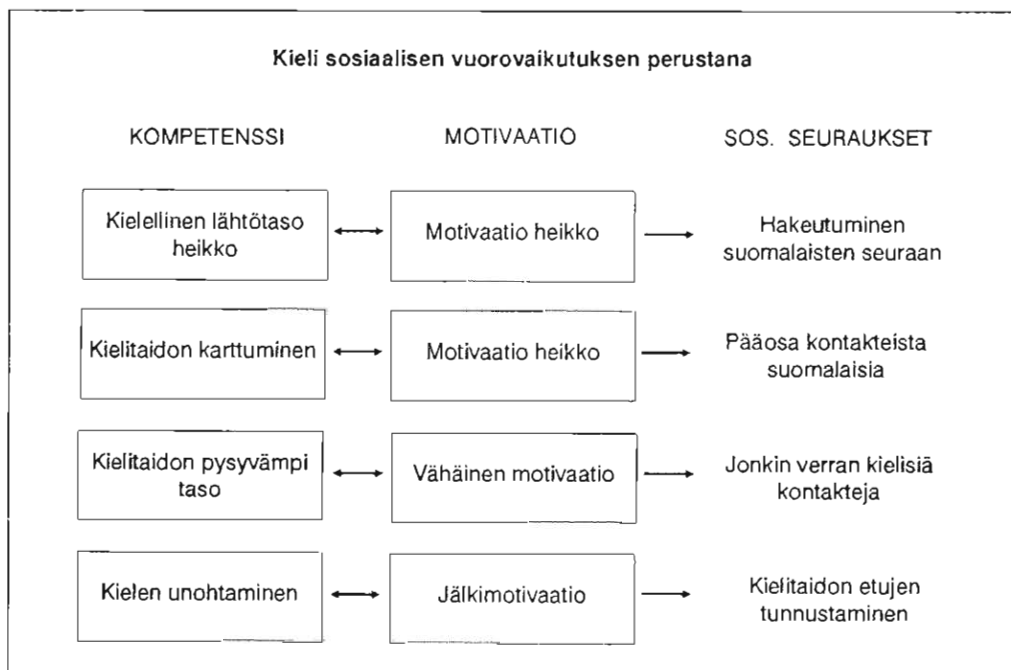 Kieli sosiaalisen vuorovaikutuksen perustana
KOMPETENSSI MOTIVAATIO SOS. SEURAUKSET
Kielellinen lähtötaso
heikko
Motivaatio heikko
Hakeutuminen
suomalaisten seuraan
Kielitaidon karttuminen
Motivaatio heikko
Pääosa kontakteista
suomalaisia
Kielitaidon pysyvämpi
taso
Vähäinen motivaatio
Jonkin verran kielisiä
kontakteja
Kielen unohtaminen
Jälkimotivaatio
Kielitaidon etujen
tunnustaminen